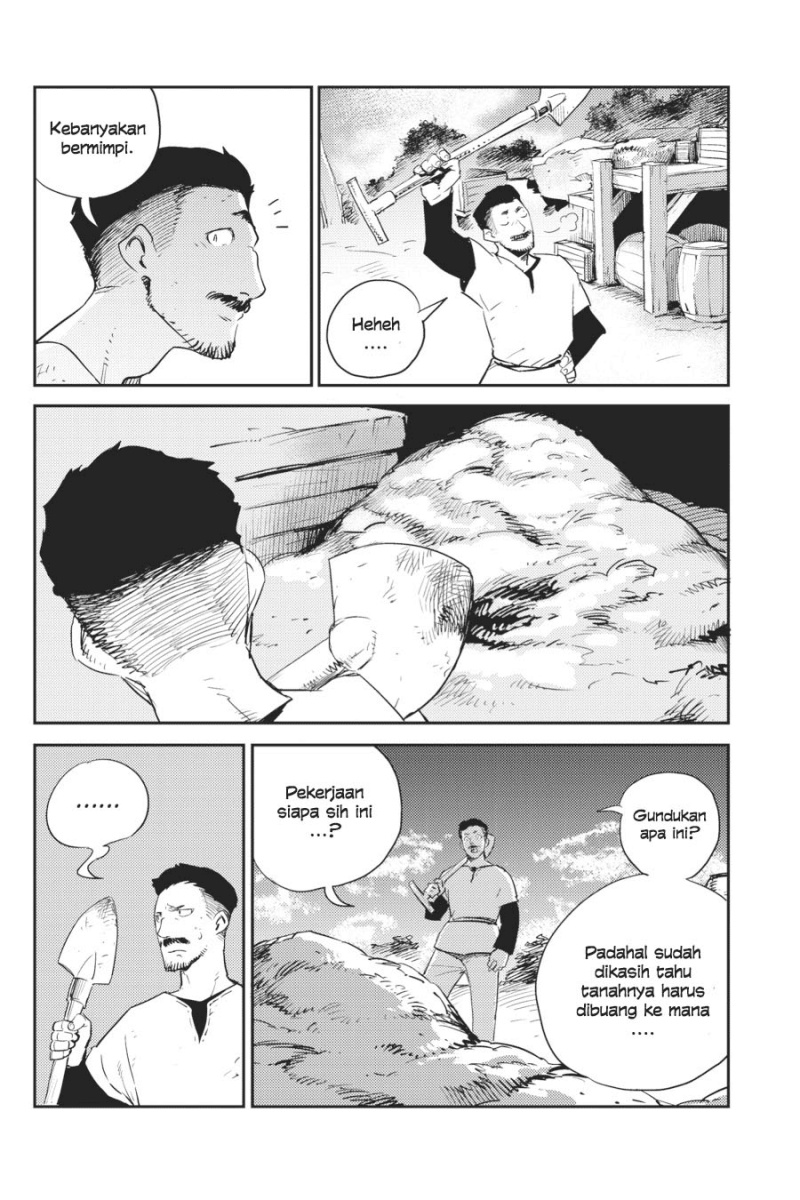 Heheh
....
Kebanyakan
bermimpi.
Gundukan
apa ini?
Padahal sudah
dikasih tahu
tanahnya harus
dibuang ke mana
....
Pekerjaan
siapa sih ini
...?
......